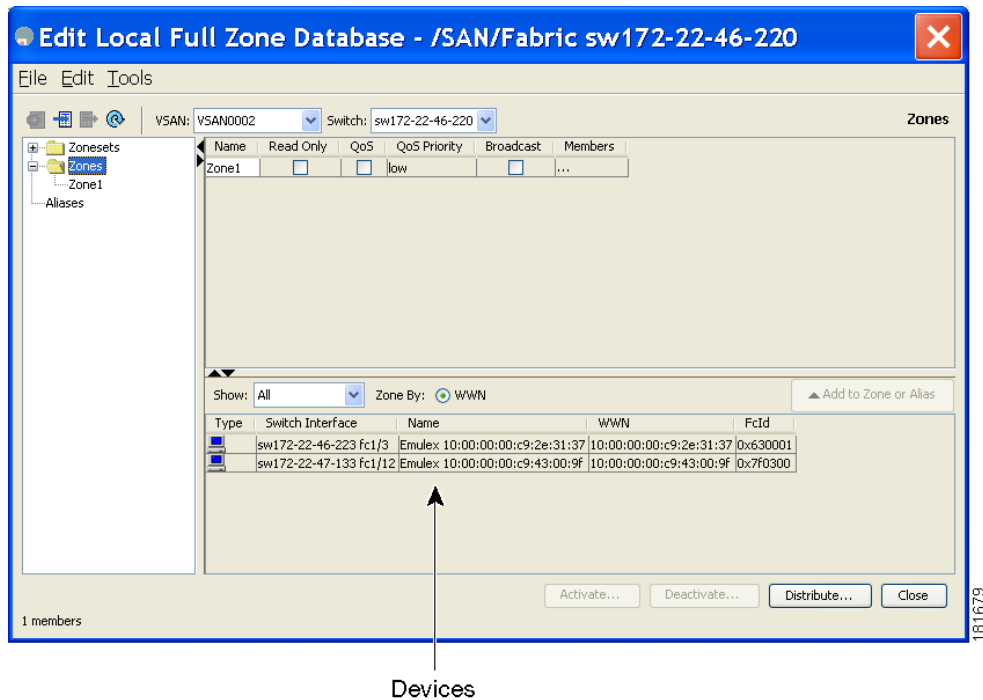 Edit Local Full Zone Database - /SAN/Fabric sw172-22-46-220
File Edit Tools
VSAN: VSAN0002 Switch: sw172-22-46-220 Zones
Zonesets
Zones
Zone1
Aliases
Name Read Only QoS QoS Priority Broadcast Members
Zone1 low ...
Show: All Zone By: WWN Add to Zone or Alias
Type Switch Interface Name WWN FcId
sw172-22-46-223 fc1/3 Emulex 10:00:00:00:c9:2e:31:37 10:00:00:00:c9:2e:31:37 0x630001
sw172-22-47-133 fc1/12 Emulex 10:00:00:00:c9:43:00:9f 10:00:00:00:c9:43:00:9f 0x7f0300
Activate... Deactivate... Distribute... Close
1 members
181679
Devices